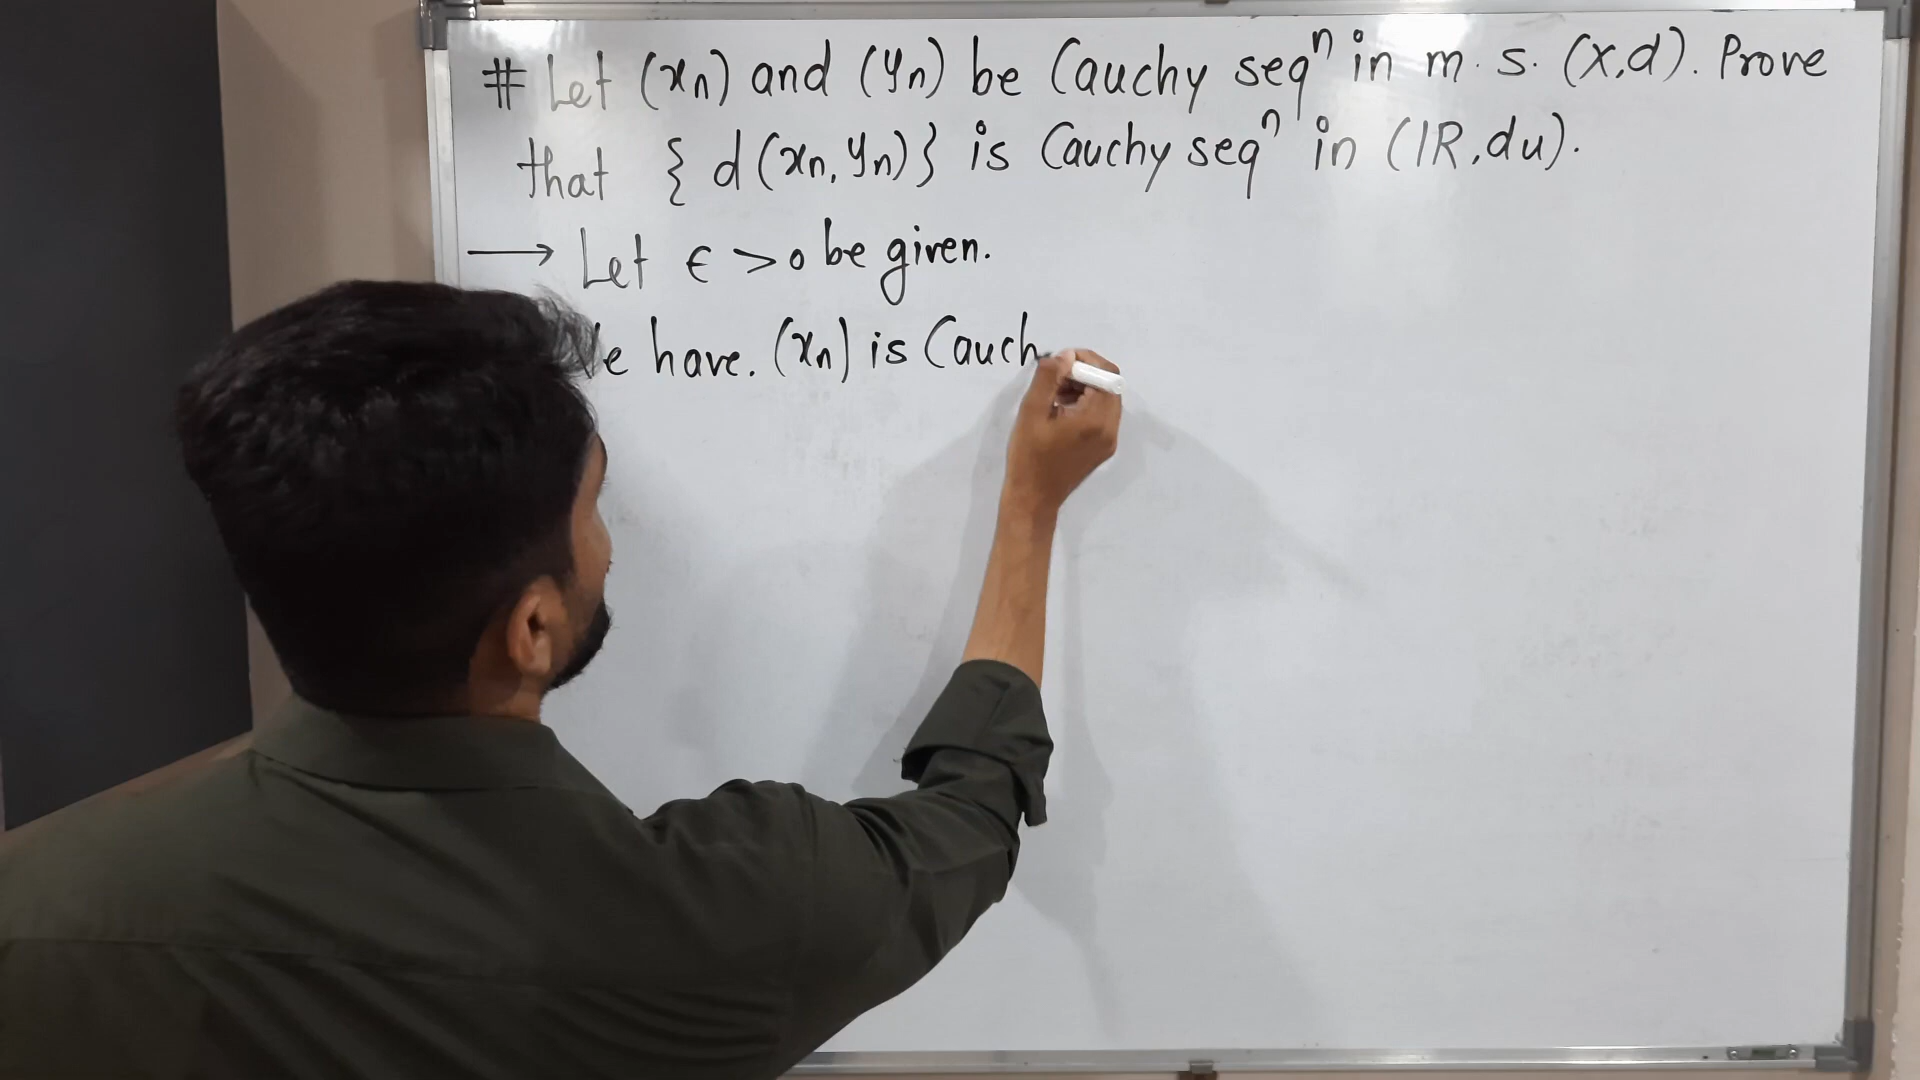 # Let (xn) and (yn) be Cauchy seqⁿ in m. s. (X,d). Prove
that { d(xn, yn)} is Cauchy seqⁿ in (IR, du).
⟶ Let ϵ > 0 be given.
We have. (xn) is Cauch